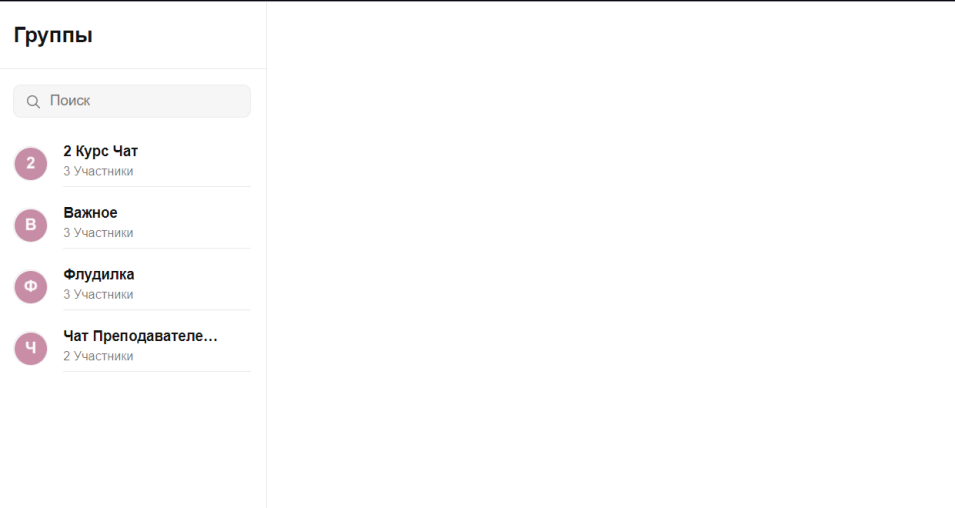 Группы
Поиск
2
2 Курс Чат
3 Участники
В
Важное
3 Участники
Ф
Флудилка
3 Участники
Ч
Чат Преподавателе...
2 Участники